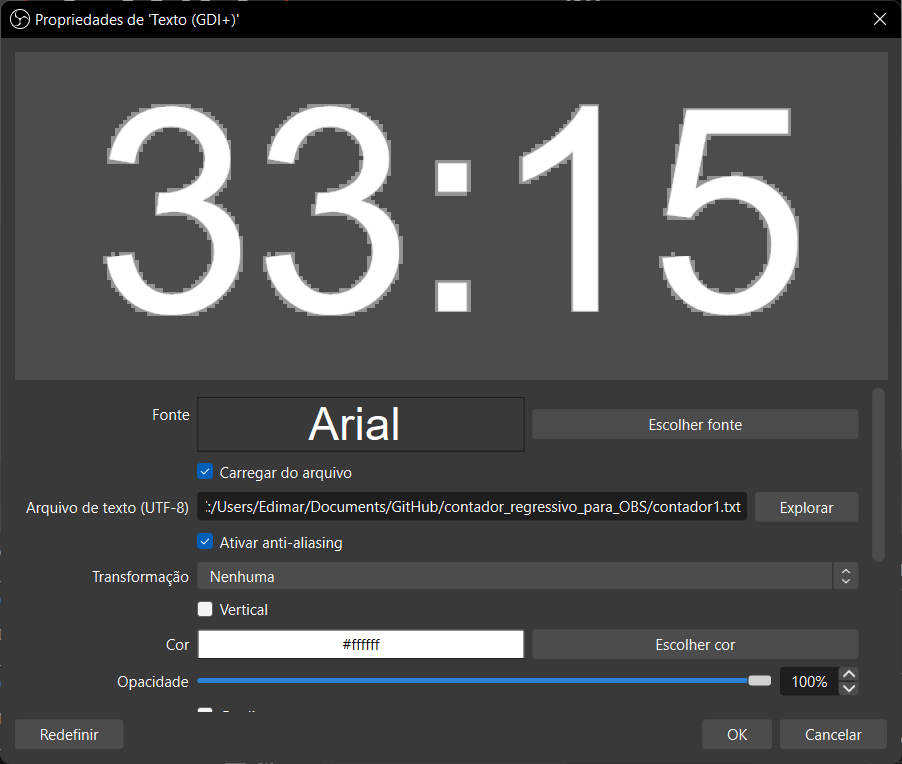 Propriedades de 'Texto (GDI+)'
33:15
Fonte
Arial
Escolher fonte
Carregar do arquivo
Arquivo de texto (UTF-8)
:/Users/Edimar/Documents/GitHub/contador_regressivo_para_OBS/contador1.txt
Explorar
Ativar anti-aliasing
Transformação
Nenhuma
Vertical
Cor
#ffffff
Escolher cor
Opacidade
100%
Redefinir
OK
Cancelar